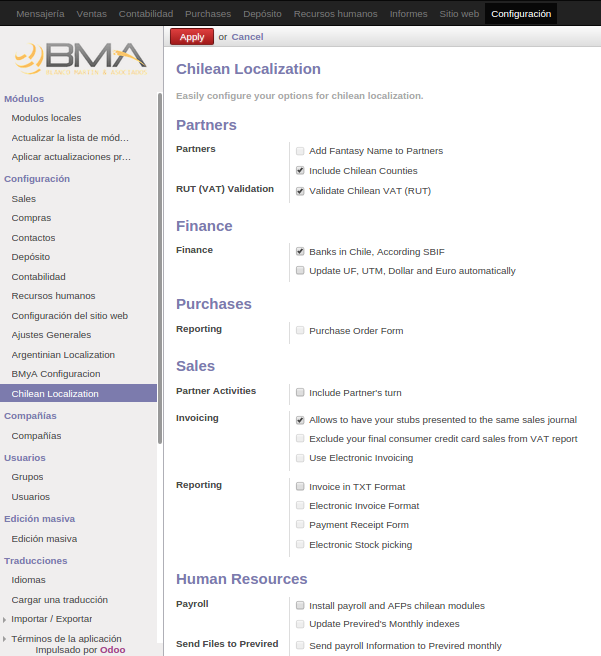 Mensajería Ventas Contabilidad Purchases Depósito Recursos humanos Informes Sitio web Configuración
BMA
Apply or Cancel
Módulos
Modulos locales
Actualizar la lista de mód...
Aplicar actualizaciones pr...
Configuración
Sales
Compras
Contactos
Depósito
Contabilidad
Recursos humanos
Configuración del sitio web
Ajustes Generales
Argentinian Localization
BMyA Configuracion
Chilean Localization
Compañías
Compañías
Usuarios
Grupos
Usuarios
Edición masiva
Edición masiva
Traducciones
Idiomas
Cargar una traducción
Importar / Exportar
Términos de la aplicación
Impulsado por Odoo
Chilean Localization
Easily configure your options for chilean localization.
Partners
Partners
Add Fantasy Name to Partners
Include Chilean Counties
RUT (VAT) Validation
Validate Chilean VAT (RUT)
Finance
Finance
Banks in Chile, According SBIF
Update UF, UTM, Dollar and Euro automatically
Purchases
Reporting
Purchase Order Form
Sales
Partner Activities
Include Partner's turn
Invoicing
Allows to have your stubs presented to the same sales journal
Exclude your final consumer credit card sales from VAT report
Use Electronic Invoicing
Reporting
Invoice in TXT Format
Electronic Invoice Format
Payment Receipt Form
Electronic Stock picking
Human Resources
Payroll
Install payroll and AFPs chilean modules
Update Previred's Monthly indexes
Send Files to Previred
Send payroll Information to Previred monthly